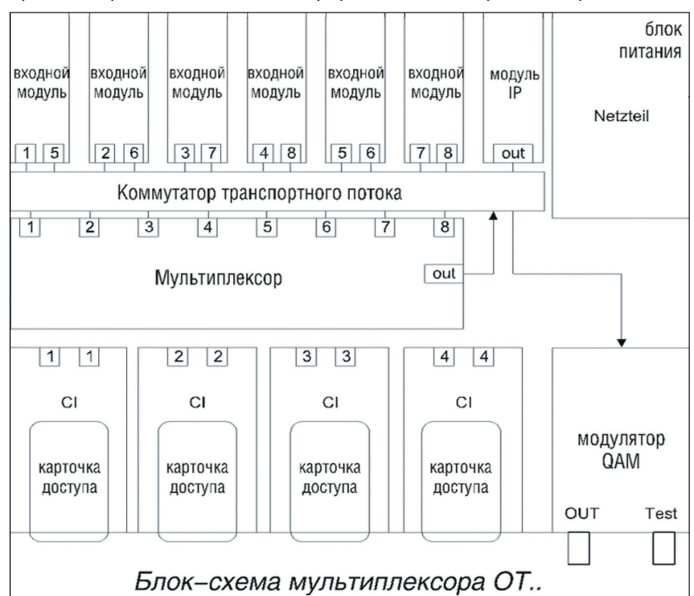 блок
питания
входной
модуль
входной
модуль
входной
модуль
входной
модуль
входной
модуль
входной
модуль
модуль
IP
Netzteil
1 5 2 6 3 7 4 8 5 6 7 8 out
Коммутатор транспортного потока
1 2 3 4 5 6 7 8
Мультиплексор
out
1 1 2 2 3 3 4 4
CI CI CI CI
карточка
доступа
карточка
доступа
карточка
доступа
карточка
доступа
модулятор
QAM
OUT Test
Блок-схема мультиплексора ОТ..